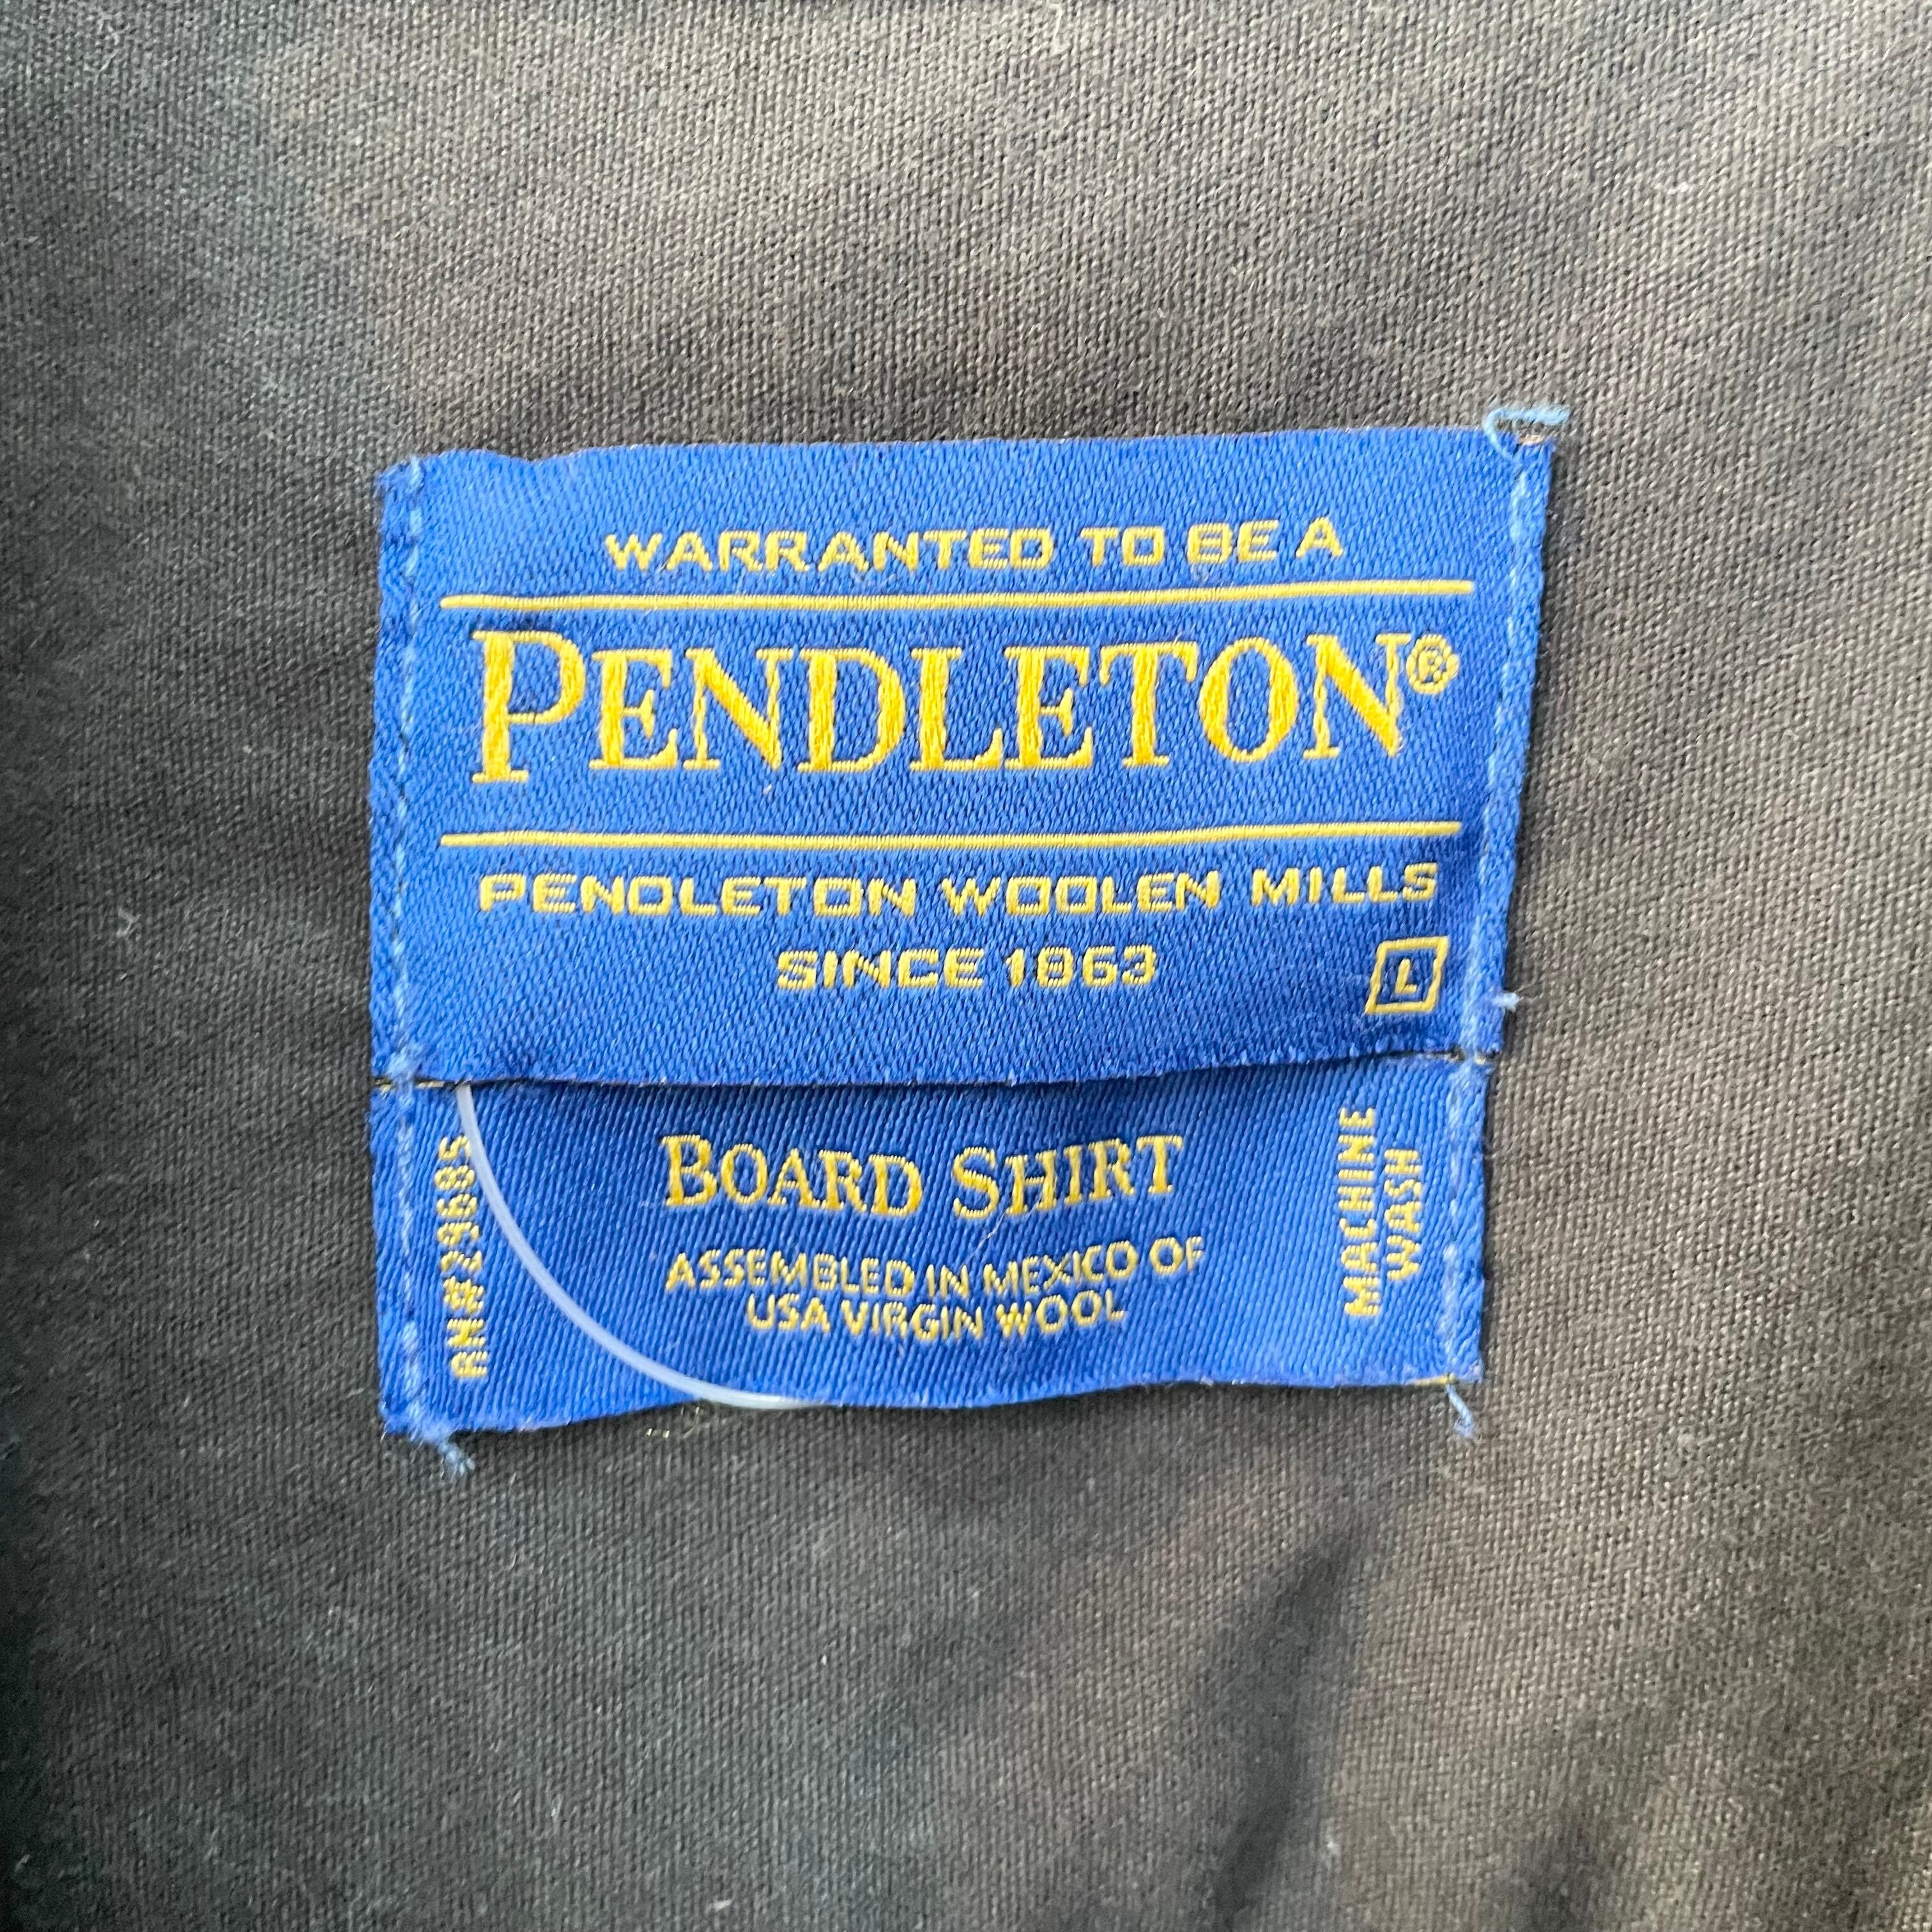 WARRANTED TO BE A
PENDLETON®
PENDLETON WOOLEN MILLS
SINCE 1863
L
BOARD SHIRT
ASSEMBLED IN MEXICO OF
USA VIRGIN WOOL
RN#29685
MACHINE
WASH